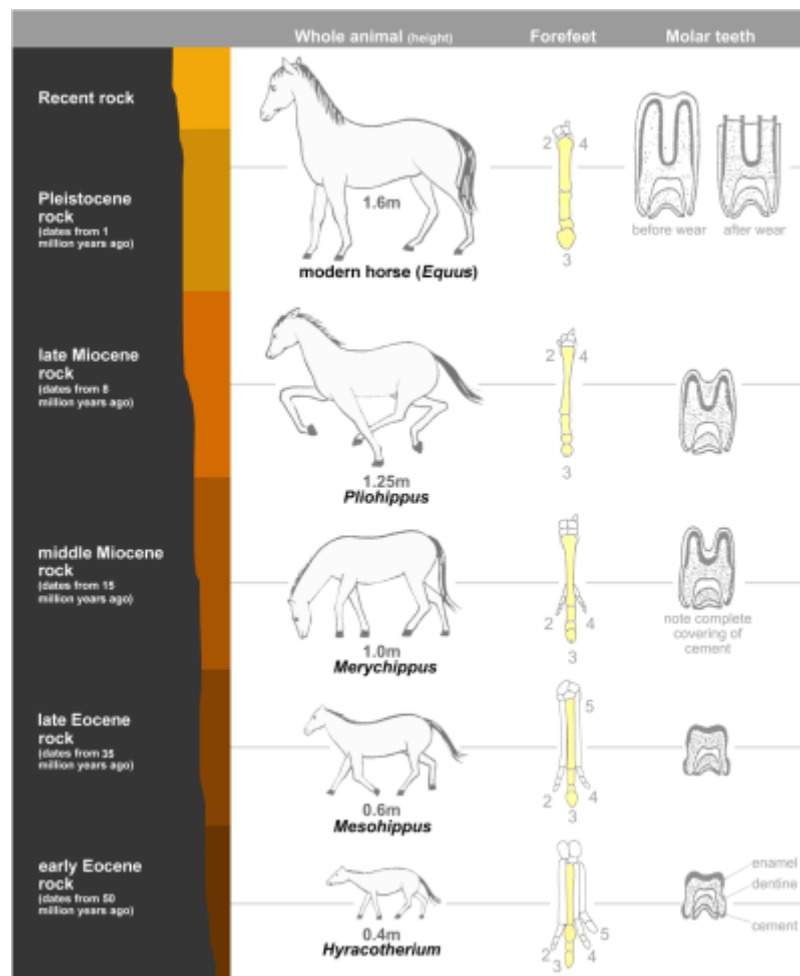 Whole animal (height) Forefeet Molar teeth
Recent rock
2 4
Pleistocene
rock
(dates from 1
million years ago)
1.6m
before wear after wear
3
modern horse (Equus)
late Miocene
rock
(dates from 8
million years ago)
2 4
3
1.25m
Pliohippus
middle Miocene
rock
(dates from 15
million years ago)
2 4
3
note complete
covering of
cement
1.0m
Merychippus
late Eocene
rock
(dates from 35
million years ago)
5
2 4
3
0.6m
Mesohippus
early Eocene
rock
(dates from 50
million years ago)
enamel
dentine
cement
5
2 4
3
0.4m
Hyracotherium